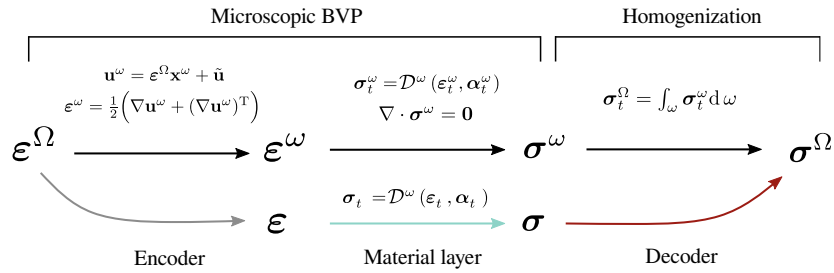 Microscopic BVP Homogenization
𝐮^ω = 𝜺^Ω 𝐱^ω + 𝐮̃
𝜺^ω = 1/2 (∇𝐮^ω + (∇𝐮^ω)^T)
𝝈_t^ω = 𝒟^ω (𝜺_t^ω, 𝜶_t^ω)
∇ · 𝝈^ω = 𝟎
𝝈_t^Ω = ∫_ω 𝝈_t^ω d ω
𝜺^Ω 𝜺^ω 𝝈^ω 𝝈^Ω
𝝈_t = 𝒟^ω (𝜺_t, 𝜶_t)
𝜺 𝝈
Encoder Material layer Decoder